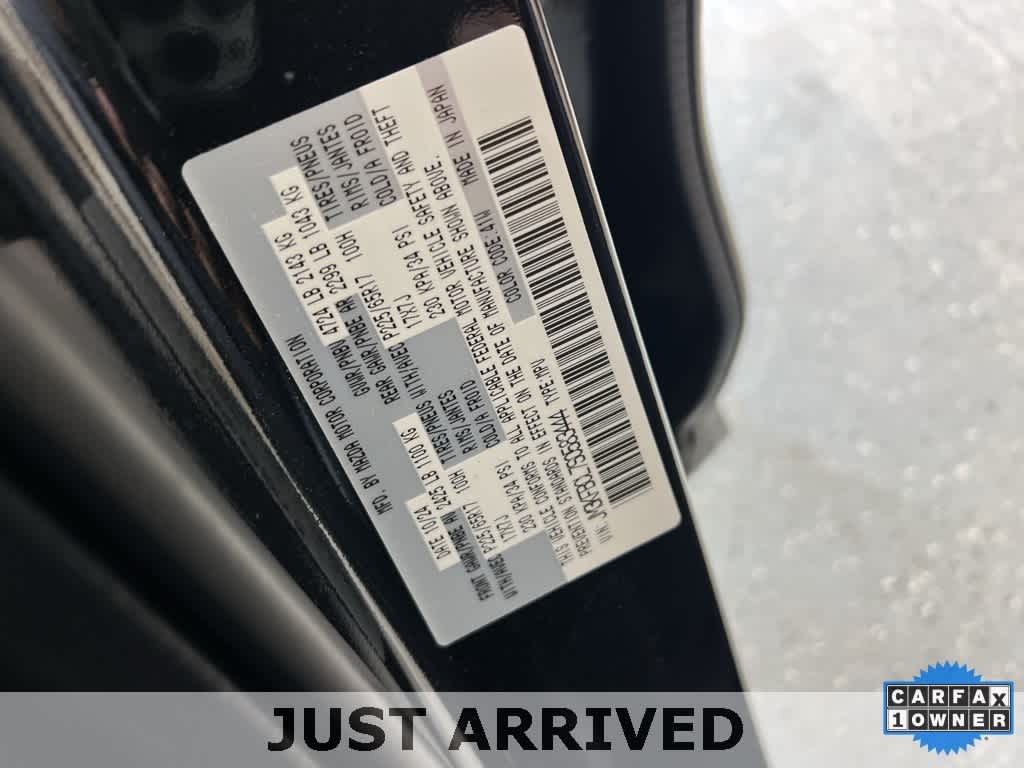 MFD. BY MAZDA MOTOR CORPORATION
DATE 10/24 GVWR/PNBV 4724 LB 2143 KG
FRONT GAWR/PNBE AV 2425 LB 1100 KG REAR GAWR/PNBE AR 2299 LB 1043 KG
WITH/AVEC P225/65R17 100H TIRES/PNEUS WITH/AVEC P225/65R17 100H TIRES PNEUS
17X7J RIMS/JANTES 17X7J RIMS/JANTES
230 KPA/34 PSI COLD/A FROID 230 KPA/34 PSI COLD/A FROID
THIS VEHICLE CONFORMS TO ALL APPLICABLE FEDERAL MOTOR VEHICLE SAFETY AND THEFT
PREVENTION STANDARDS IN EFFECT ON THE DATE OF MANUFACTURE SHOWN ABOVE.
TYPE MPV COLOR CODE 41W MADE IN JAPAN
JUST ARRIVED
CARFAX
1 OWNER